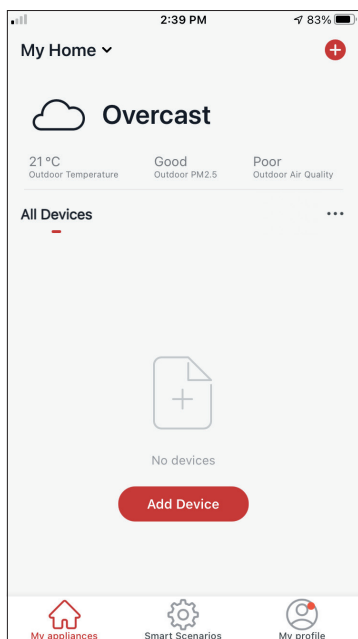 2:39 PM
83%
My Home
Overcast
21 °C Good Poor
Outdoor Temperature Outdoor PM2.5 Outdoor Air Quality
All Devices
No devices
Add Device
My appliances Smart Scenarios My profile